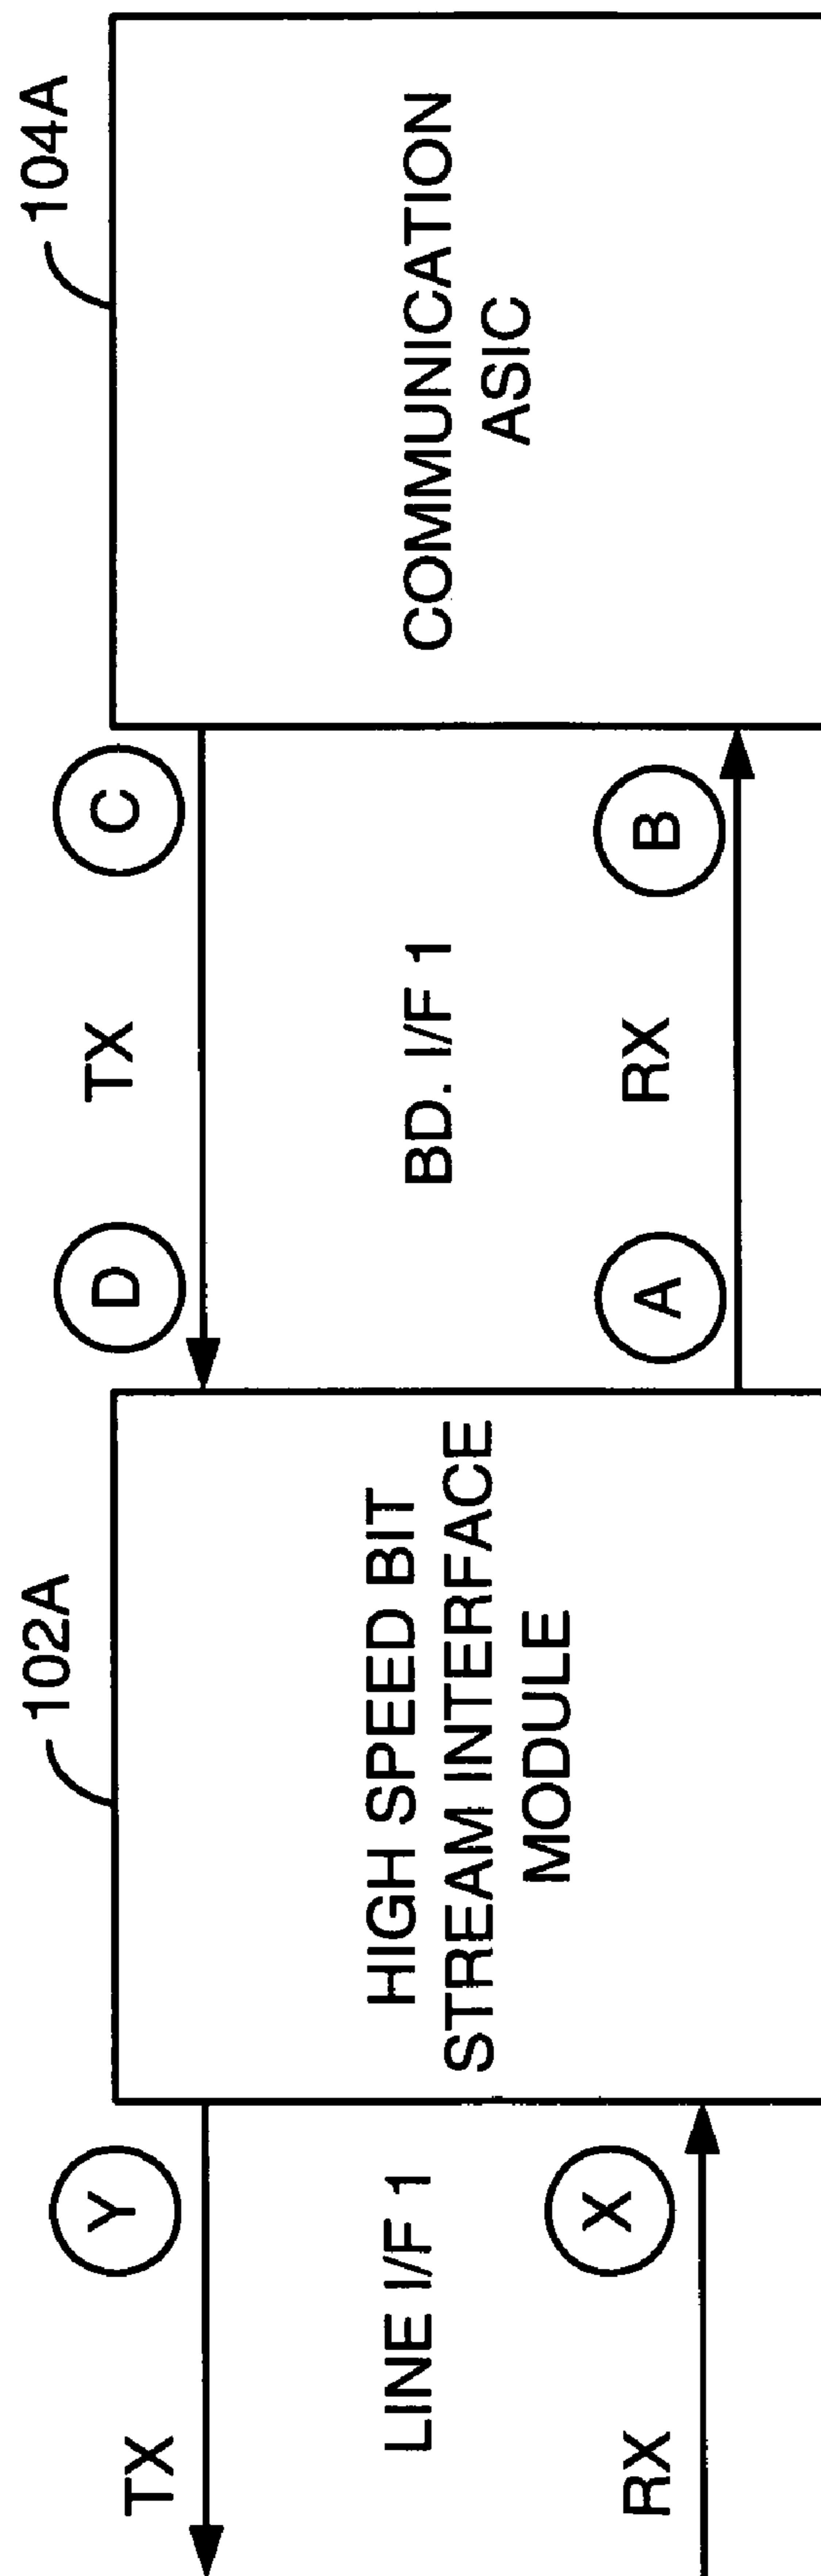 102A
104A
Y
D
C
TX
TX
HIGH SPEED BIT
STREAM INTERFACE
MODULE
COMMUNICATION
ASIC
LINE I/F 1
BD. I/F 1
X
A
B
RX
RX